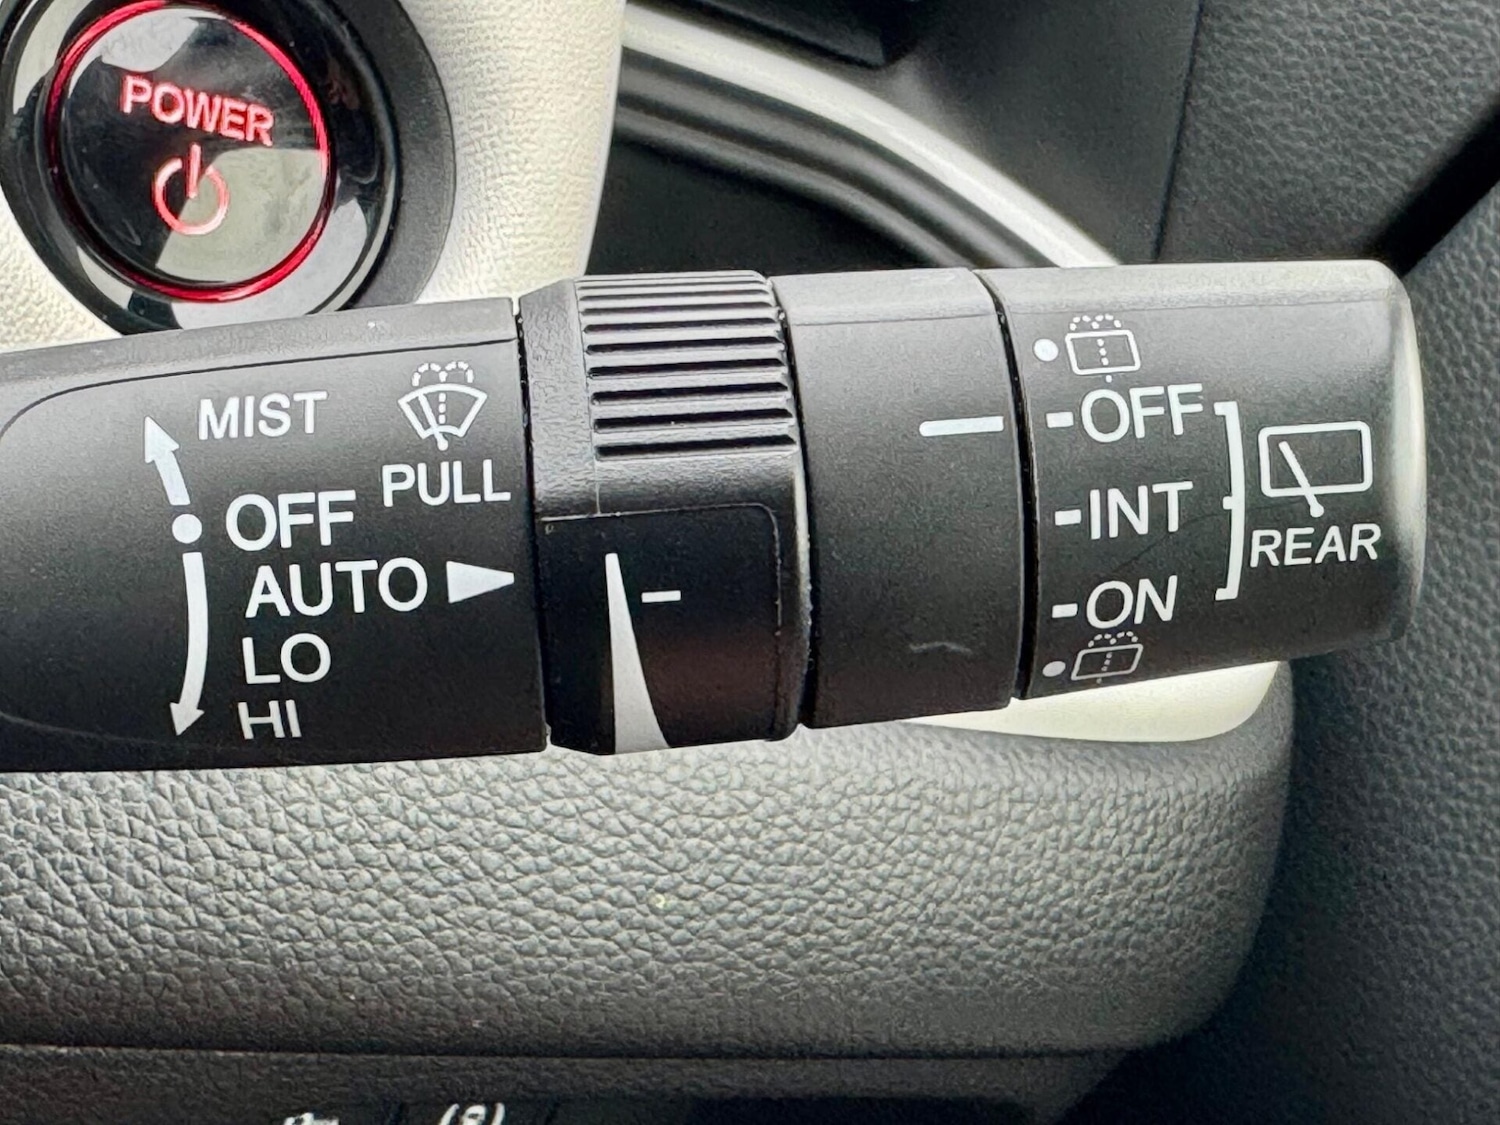 POWER
MIST
PULL
OFF
AUTO
LO
HI
-OFF
-INT
-ON
REAR